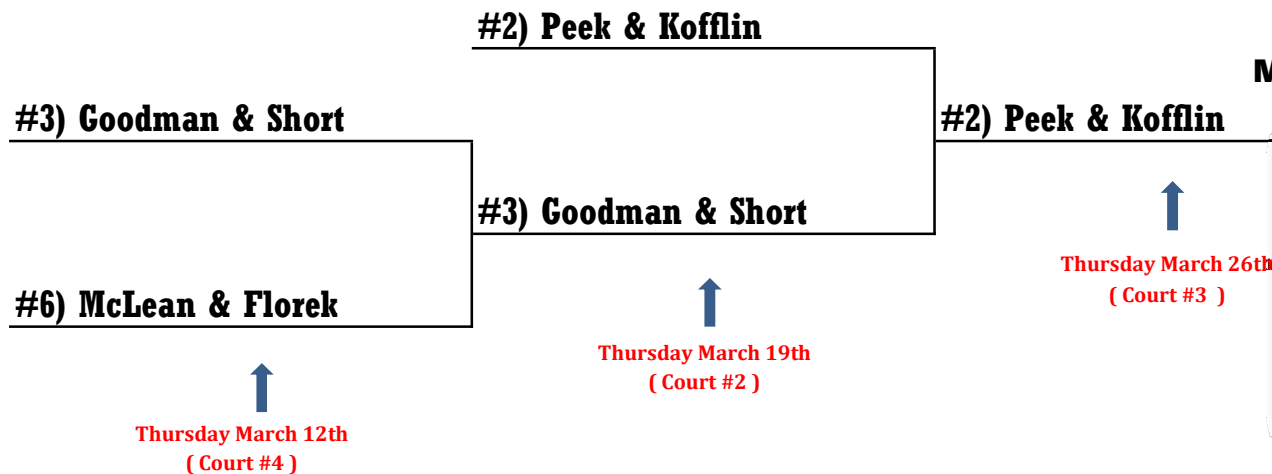 #2) Peek & Kofflin
M
#3) Goodman & Short
#2) Peek & Kofflin
#3) Goodman & Short
Thursday March 26th
( Court #3 )
#6) McLean & Florek
Thursday March 19th
( Court #2 )
Thursday March 12th
( Court #4 )